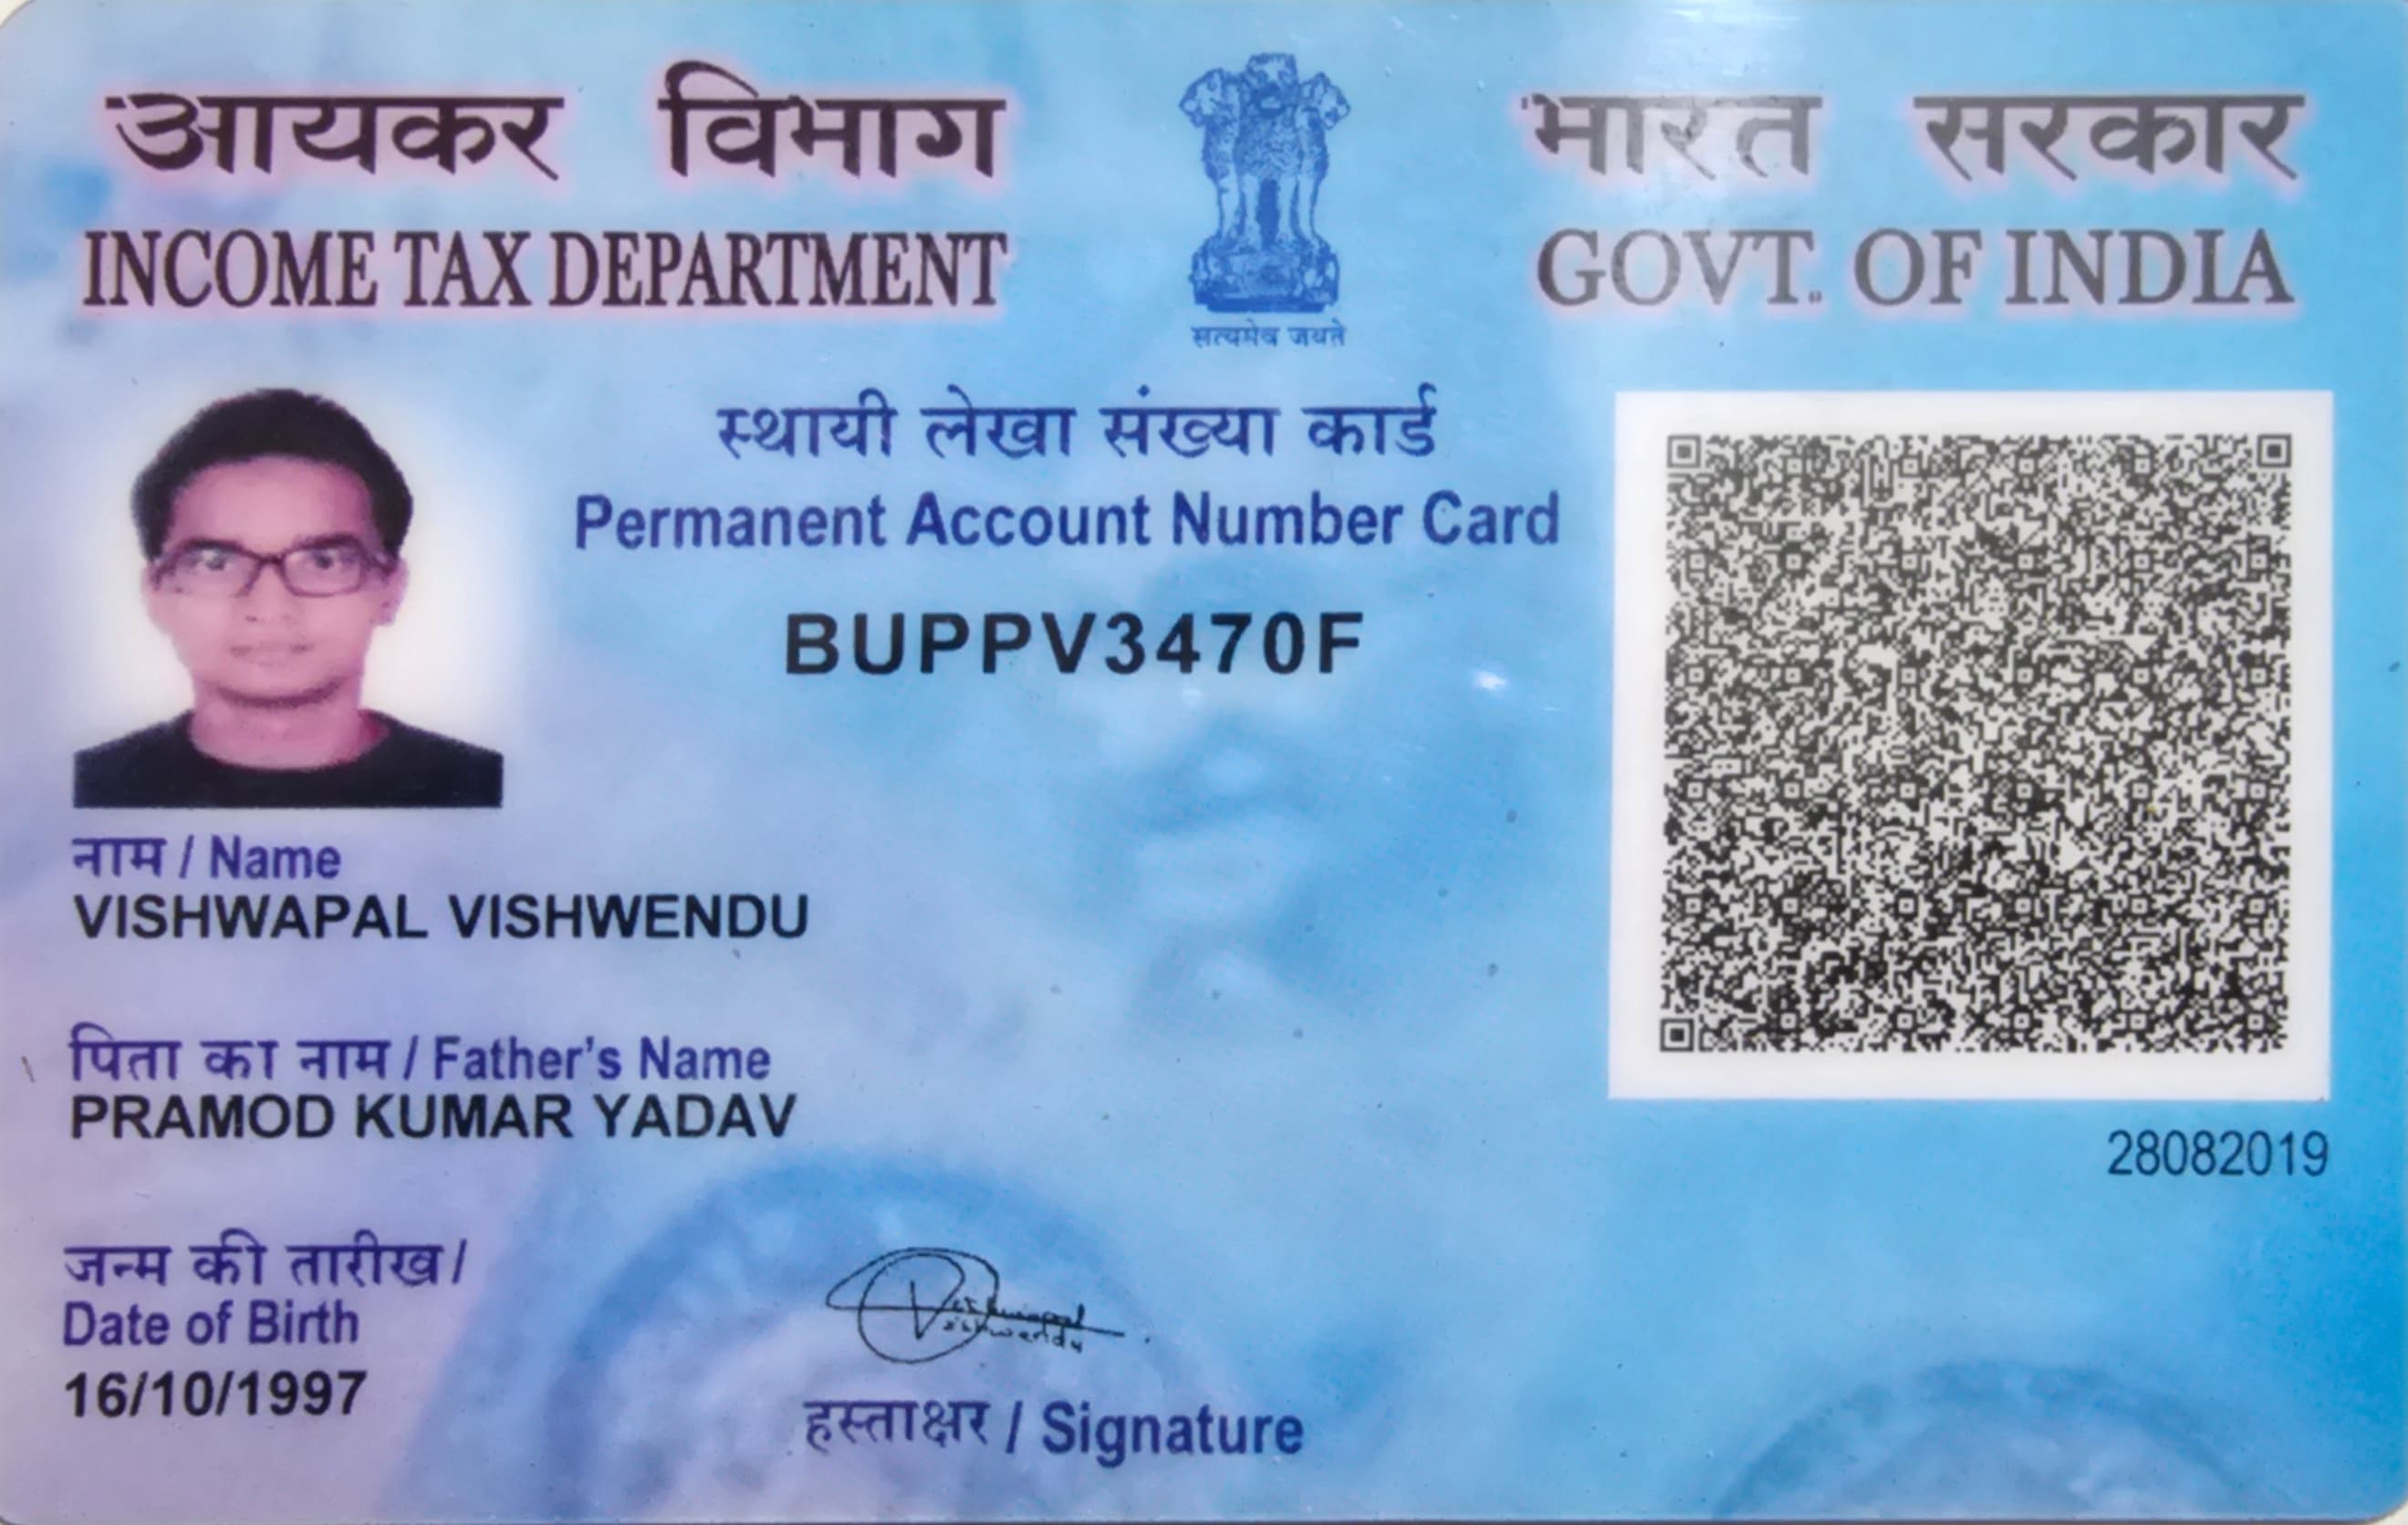 आयकर विभाग
INCOME TAX DEPARTMENT
सत्यमेव जयते
भारत सरकार
GOVT. OF INDIA
स्थायी लेखा संख्या कार्ड
Permanent Account Number Card
BUPPV3470F
नाम / Name
VISHWAPAL VISHWENDU
पिता का नाम / Father's Name
PRAMOD KUMAR YADAV
28082019
जन्म की तारीख /
Date of Birth
16/10/1997
Vishwapal
Vishwendu
हस्ताक्षर / Signature